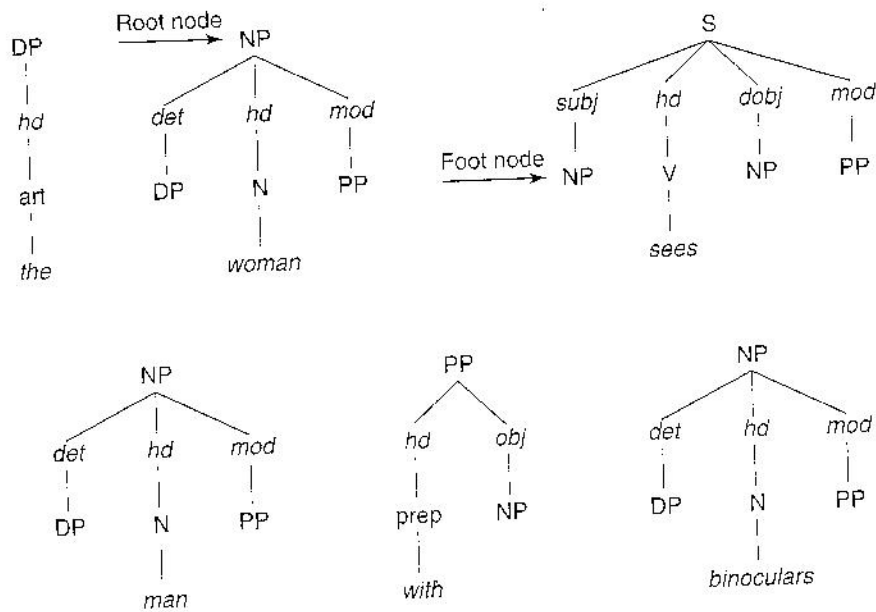 Root node
DP NP S
hd det hd mod subj hd dobj mod
art DP N PP Foot node NP V NP PP
the woman sees
NP PP NP
det hd mod hd obj det hd mod
DP N PP prep NP DP N PP
man with binoculars